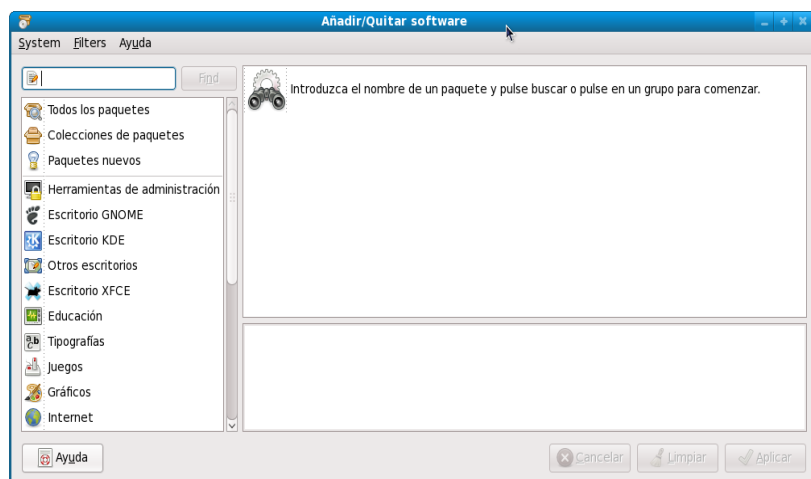 Añadir/Quitar software
System Filters Ayuda
Find
Introduzca el nombre de un paquete y pulse buscar o pulse en un grupo para comenzar.
Todos los paquetes
Colecciones de paquetes
Paquetes nuevos
Herramientas de administración
Escritorio GNOME
Escritorio KDE
Otros escritorios
Escritorio XFCE
Educación
Tipografías
Juegos
Gráficos
Internet
Ayuda
Cancelar
Limpiar
Aplicar